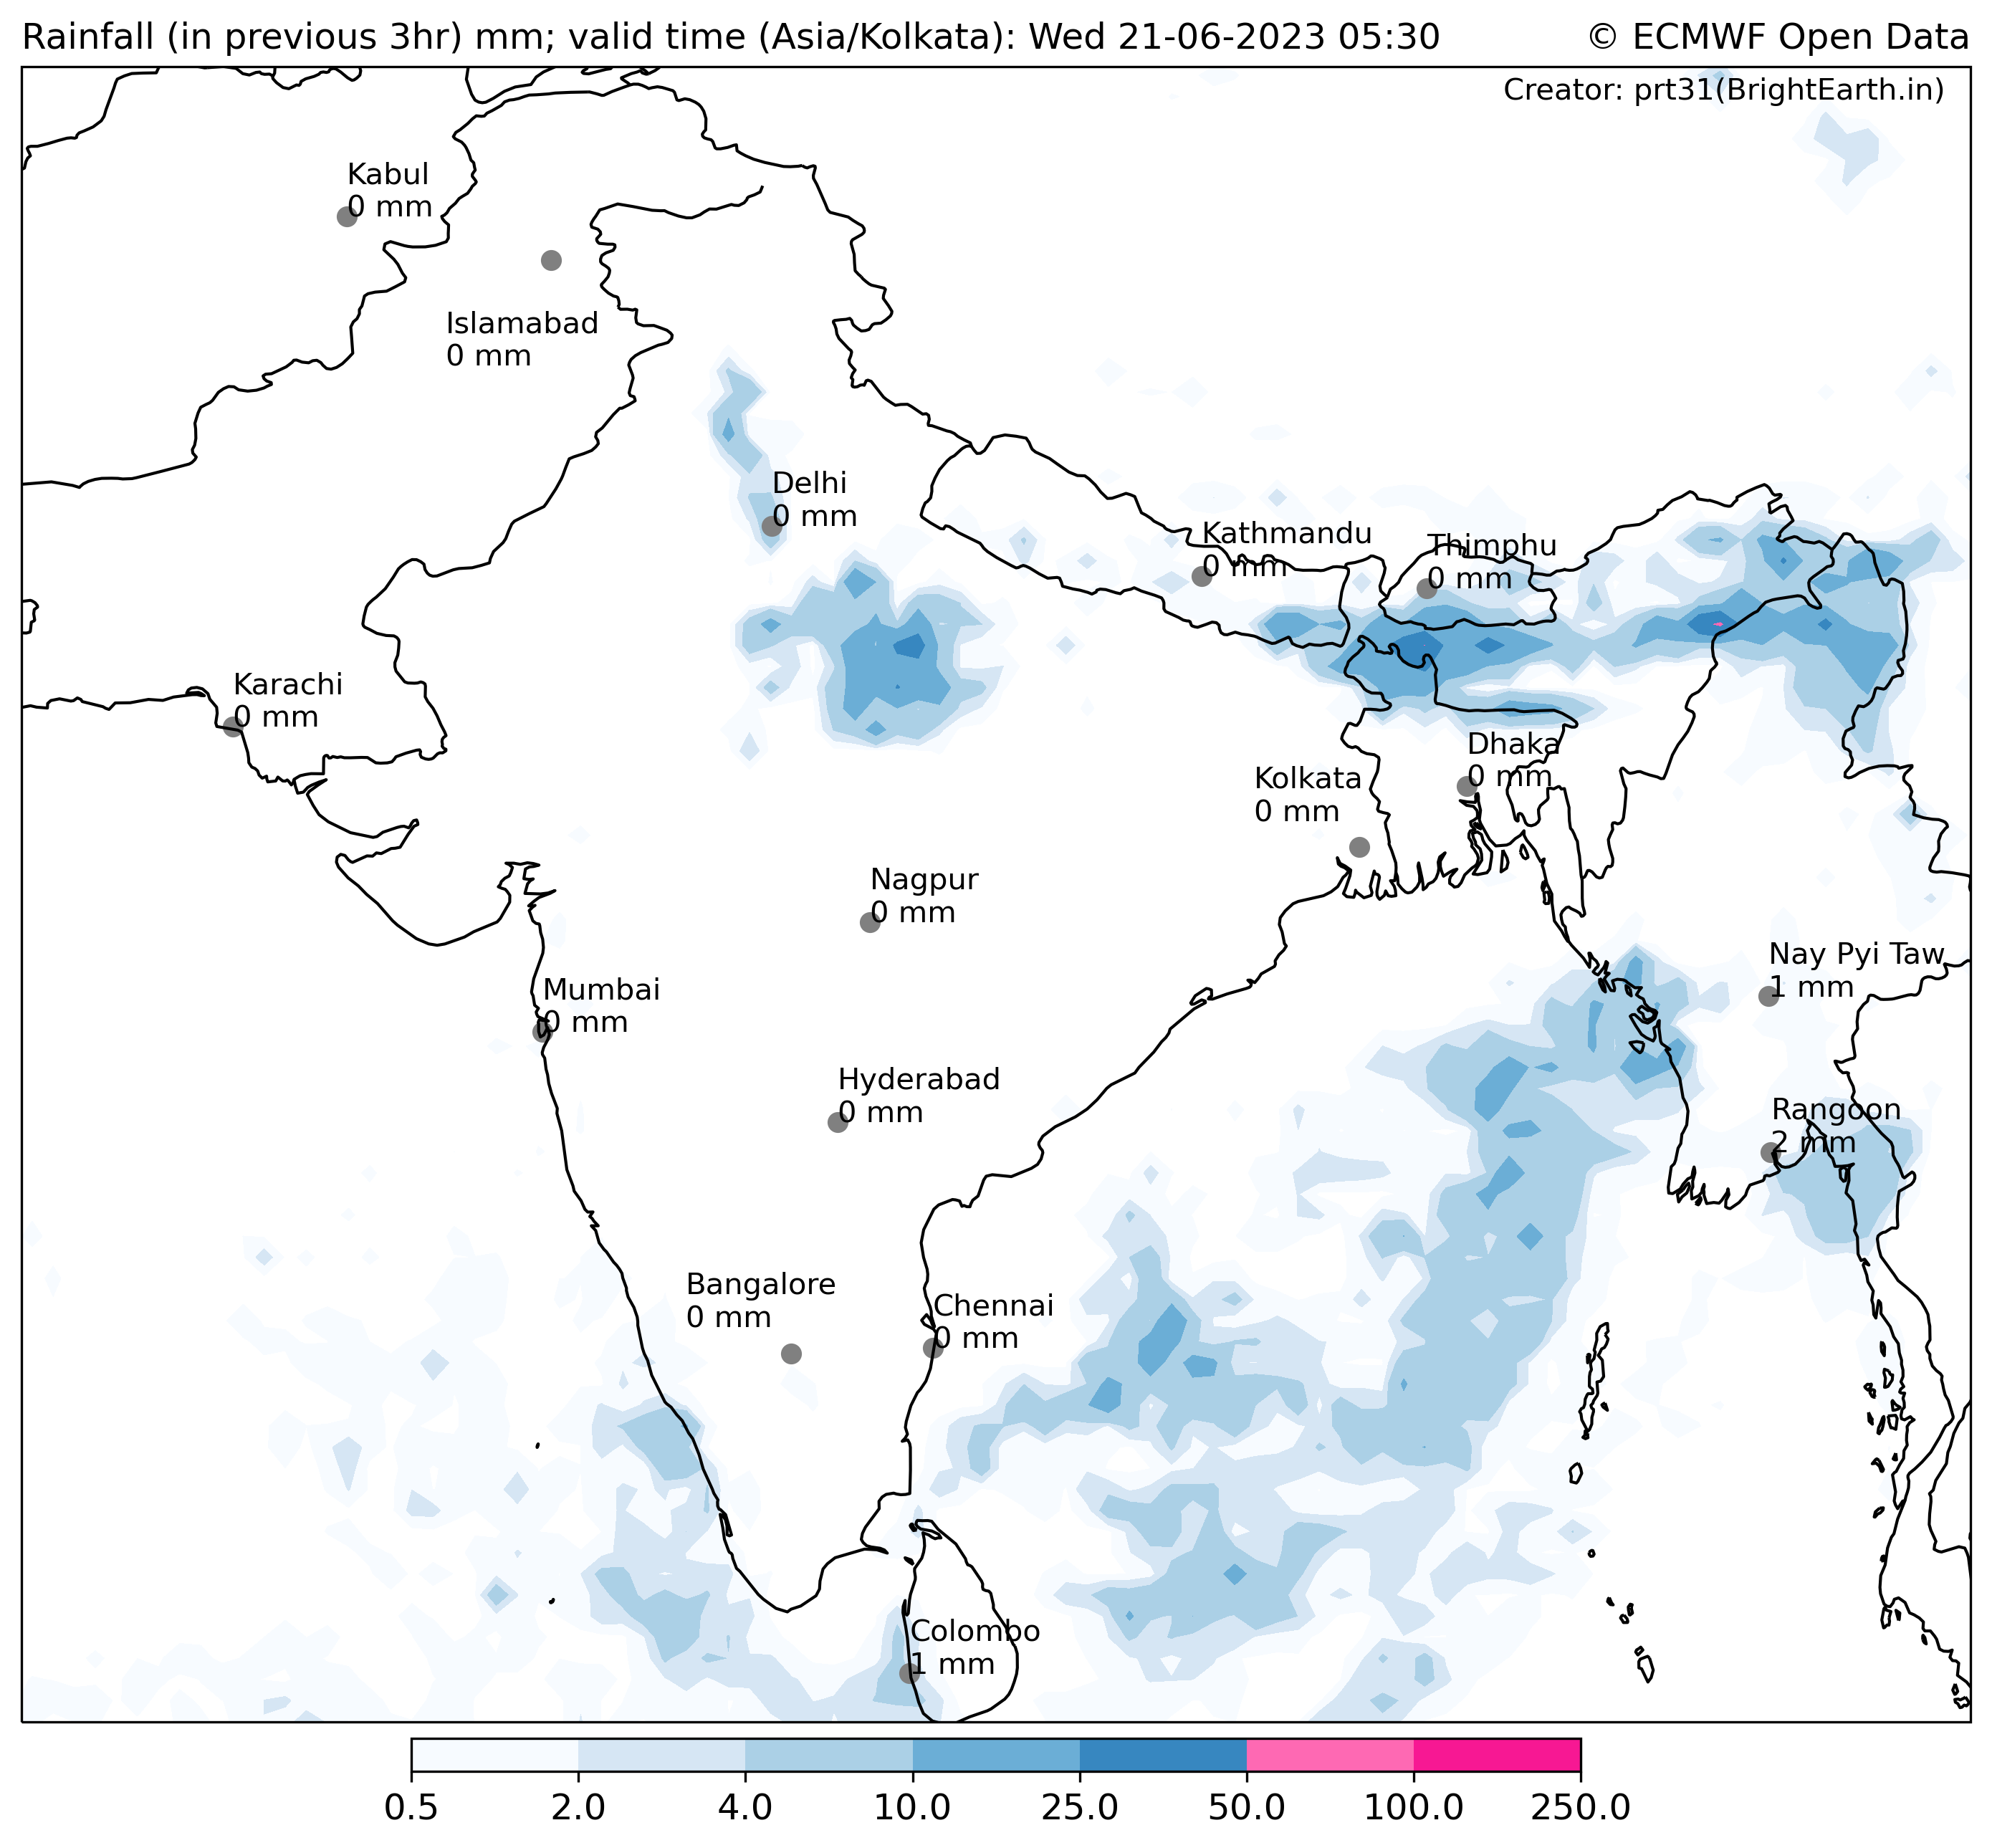 Rainfall (in previous 3hr) mm; valid time (Asia/Kolkata): Wed 21-06-2023 05:30
© ECMWF Open Data
Creator: prt31(BrightEarth.in)
Kabul
0 mm
Islamabad
0 mm
Delhi
0 mm
Kathmandu
0 mm
Thimphu
0 mm
Karachi
0 mm
Dhaka
0 mm
Kolkata
0 mm
Nagpur
0 mm
Nay Pyi Taw
1 mm
Mumbai
0 mm
Hyderabad
0 mm
Rangoon
2 mm
Bangalore
0 mm
Chennai
0 mm
Colombo
1 mm
0.5 2.0 4.0 10.0 25.0 50.0 100.0 250.0